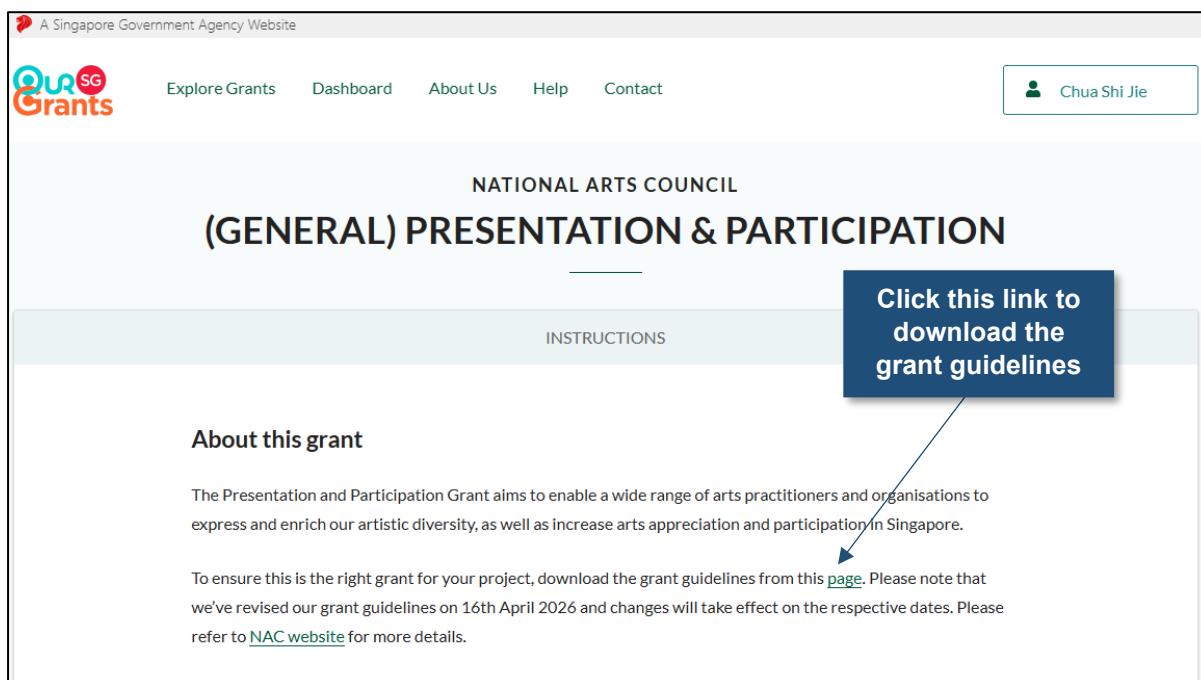 A Singapore Government Agency Website
OUR SG
Grants
Explore Grants Dashboard About Us Help Contact
Chua Shi Jie
NATIONAL ARTS COUNCIL
(GENERAL) PRESENTATION & PARTICIPATION
Click this link to
download the
grant guidelines
INSTRUCTIONS
About this grant
The Presentation and Participation Grant aims to enable a wide range of arts practitioners and organisations to
express and enrich our artistic diversity, as well as increase arts appreciation and participation in Singapore.
To ensure this is the right grant for your project, download the grant guidelines from this page. Please note that
we've revised our grant guidelines on 16th April 2026 and changes will take effect on the respective dates. Please
refer to NAC website for more details.